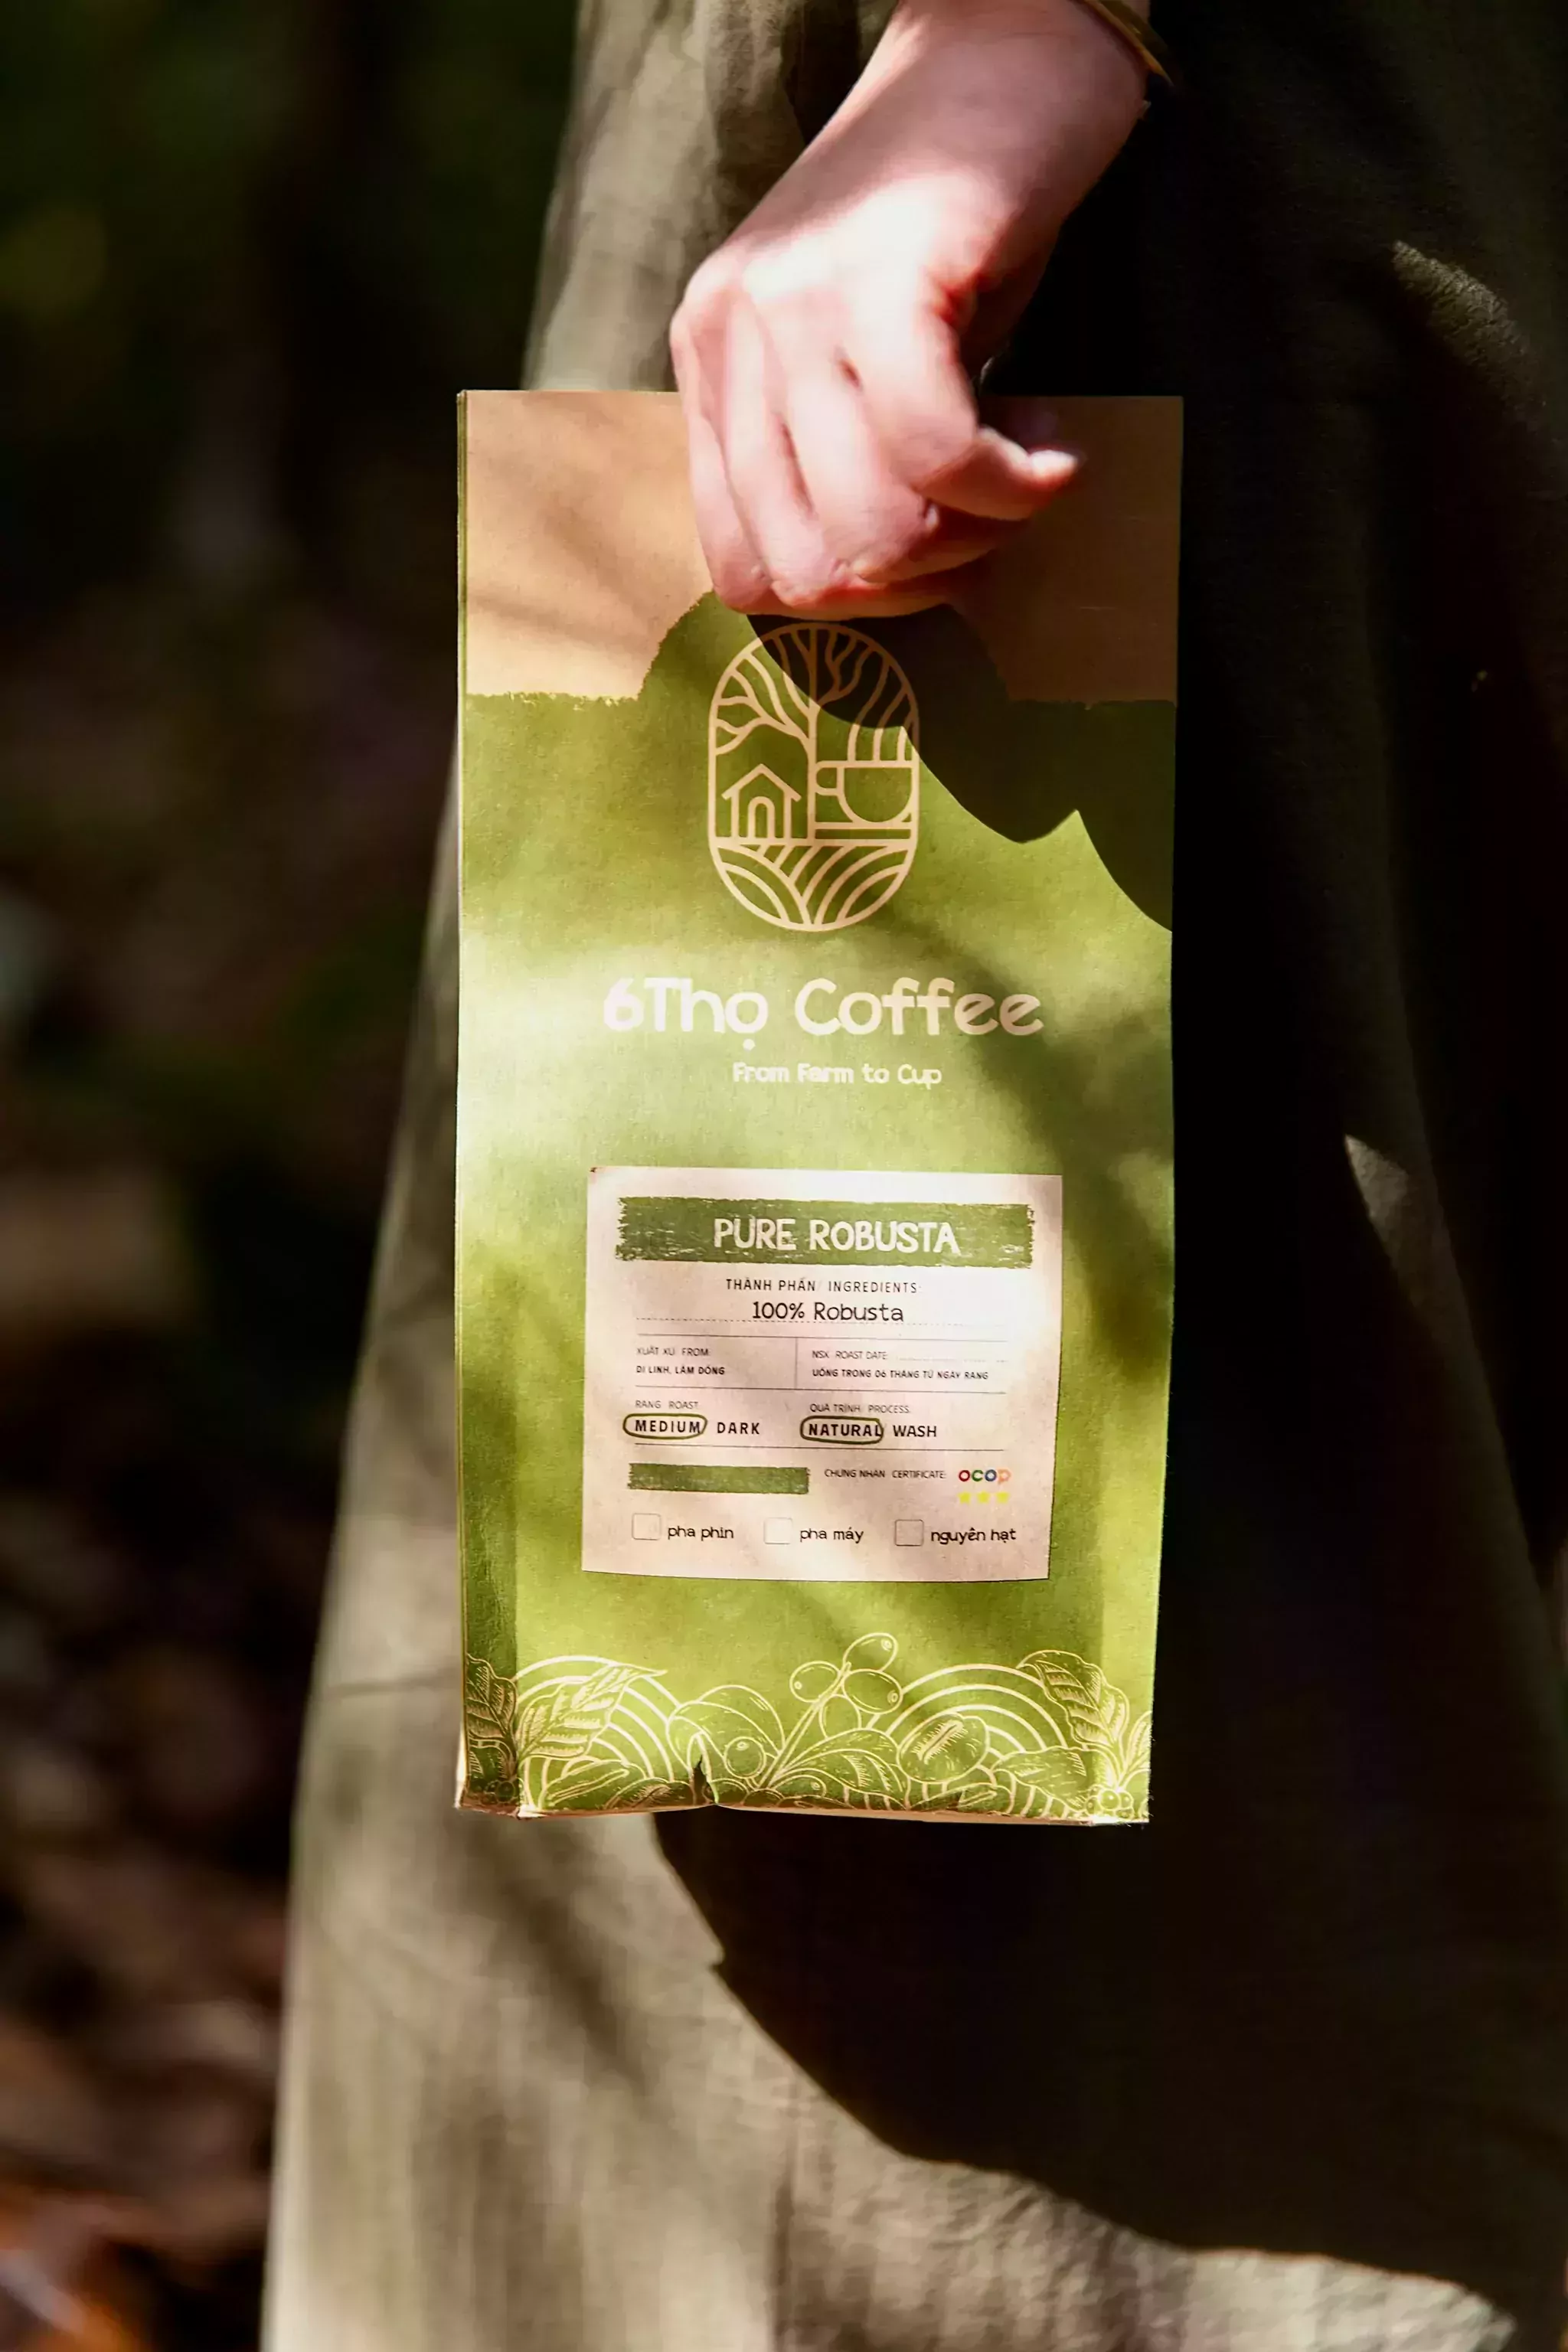 6Thọ Coffee
From Farm to Cup
PURE ROBUSTA
THÀNH PHẦN/ INGREDIENTS:
100% Robusta
XUẤT XỨ/ FROM:
DI LINH, LÂM ĐỒNG
NSX/ ROAST DATE:
UỐNG TRONG 06 THÁNG TỪ NGÀY RANG
RANG/ ROAST:
MEDIUM DARK
QUÁ TRÌNH/ PROCESS:
NATURAL WASH
CHỨNG NHẬN/ CERTIFICATE:
OCOP
pha phin
pha máy
nguyên hạt